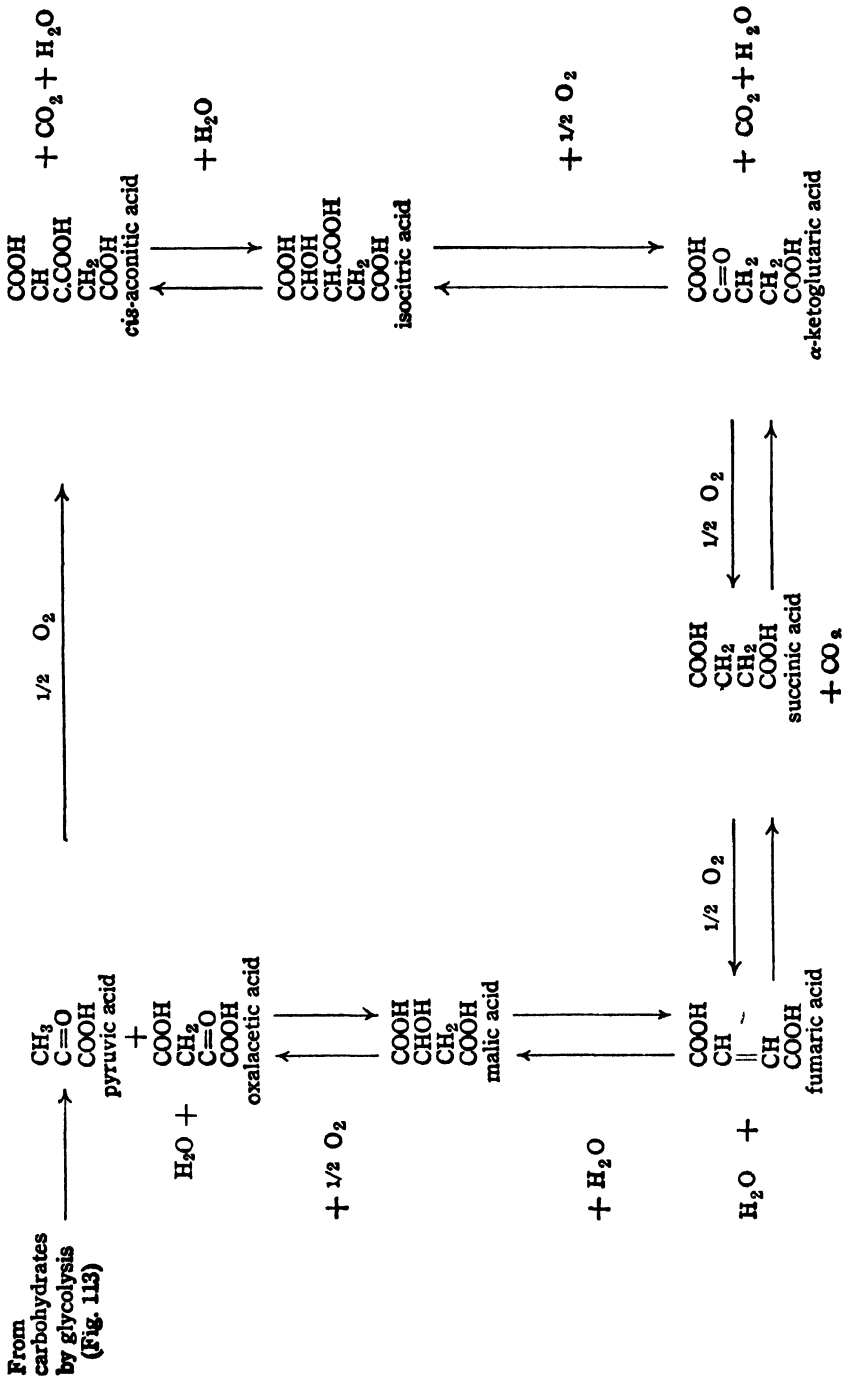 From
carbohydrates
by glycolysis
(Fig. 113)
CH3
C=O
COOH
pyruvic acid
+
H2O +
COOH
CH2
C=O
COOH
oxalacetic acid
1/2 O2
COOH
CH
C.COOH
CH2
COOH
cis-aconitic acid
+ CO2 + H2O
+ H2O
COOH
CHOH
CH.COOH
CH2
COOH
isocitric acid
+ 1/2 O2
COOH
C=O
CH2
CH2
COOH
α-ketoglutaric acid
+ CO2 + H2O
1/2 O2
COOH
CH2
CH2
COOH
succinic acid
+ CO2
1/2 O2
H2O +
COOH
CH
||
CH
COOH
fumaric acid
+ H2O
COOH
CHOH
CH2
COOH
malic acid
+ 1/2 O2